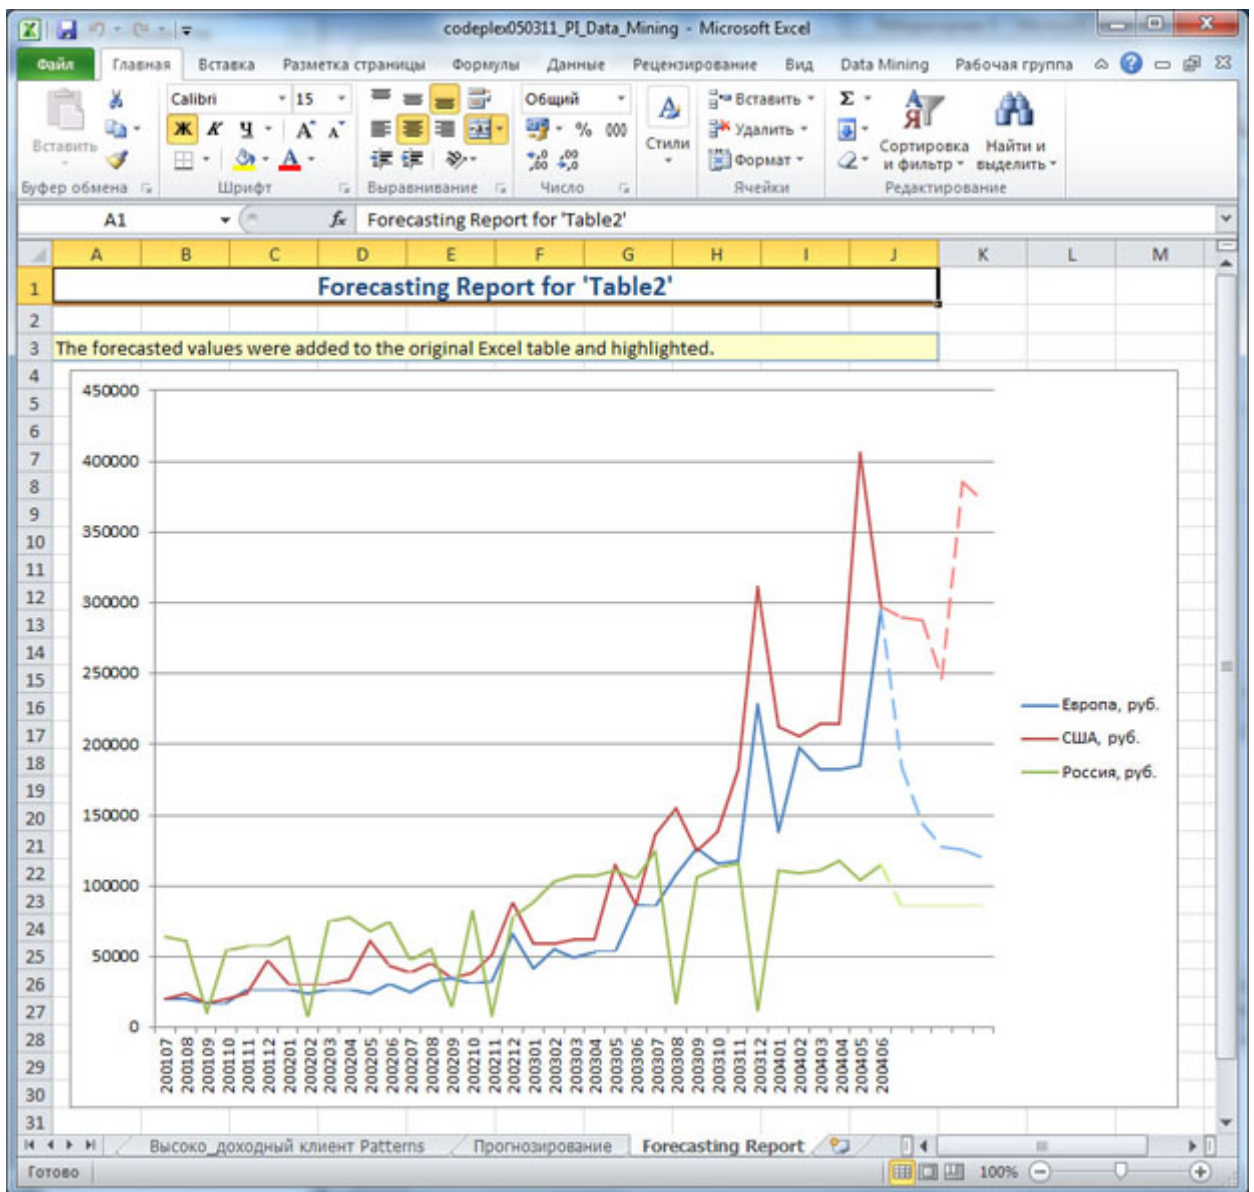 codeplex050311_PI_Data_Mining - Microsoft Excel
Файл Главная Вставка Разметка страницы Формулы Данные Рецензирование Вид Data Mining Рабочая группа
Вставить
Буфер обмена
Calibri 15
Ж К Ч А А
А
Шрифт
Выравнивание
Общий
% 000
,00 ,0
Число
А
Стили
Вставить
Удалить
Формат
Ячейки
Σ
А Я
Сортировка и фильтр
Найти и выделить
Редактирование
A1 fx Forecasting Report for 'Table2'
A B C D E F G H I J K L M
1 Forecasting Report for 'Table2'
2
3 The forecasted values were added to the original Excel table and highlighted.
4
5
6
7
8
9
10
11
12
13
14
15
16
17
18
19
20
21
22
23
24
25
26
27
28
29
30
31
450000
400000
350000
300000
250000
200000
150000
100000
50000
0
Европа, руб.
США, руб.
Россия, руб.
200107 200108 200109 200110 200111 200112 200201 200202 200204 200205 200206 200207 200208 200209 200210 200211 200212 200301 200302 200303 200304 200305 200306 200307 200308 200309 200310 200311 200312 200401 200402 200403 200404 200405 200406
Высоко_доходный клиент Patterns Прогнозирование Forecasting Report
Готово 100%